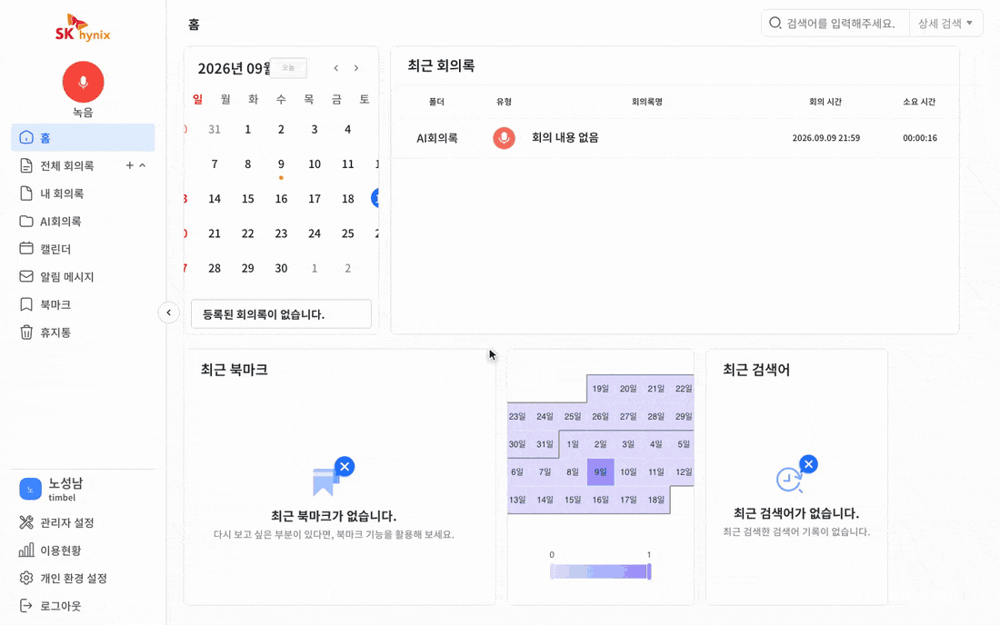 SK hynix
녹음
홈
전체 회의록
내 회의록
AI회의록
캘린더
알림 메시지
북마크
휴지통
노
노성남
timbel
관리자 설정
이용현황
개인 환경 설정
로그아웃
홈
검색어를 입력해주세요. 상세 검색
2026년 09월 오늘
일 월 화 수 목 금 토
31 1 2 3 4
7 8 9 10 11
14 15 16 17 18
21 22 23 24 25
28 29 30 1 2
등록된 회의록이 없습니다.
최근 회의록
폴더 유형 회의록명 회의 시간 소요 시간
AI회의록 회의 내용 없음 2026.09.09 21:59 00:00:16
최근 북마크
최근 북마크가 없습니다.
다시 보고 싶은 부분이 있다면, 북마크 기능을 활용해 보세요.
19일 20일 21일 22일
23일 24일 25일 26일 27일 28일 29일
30일 31일 1일 2일 3일 4일 5일
6일 7일 8일 9일 10일 11일 12일
13일 14일 15일 16일 17일 18일
0 1
최근 검색어
최근 검색어가 없습니다.
최근 검색한 검색어 기록이 없습니다.